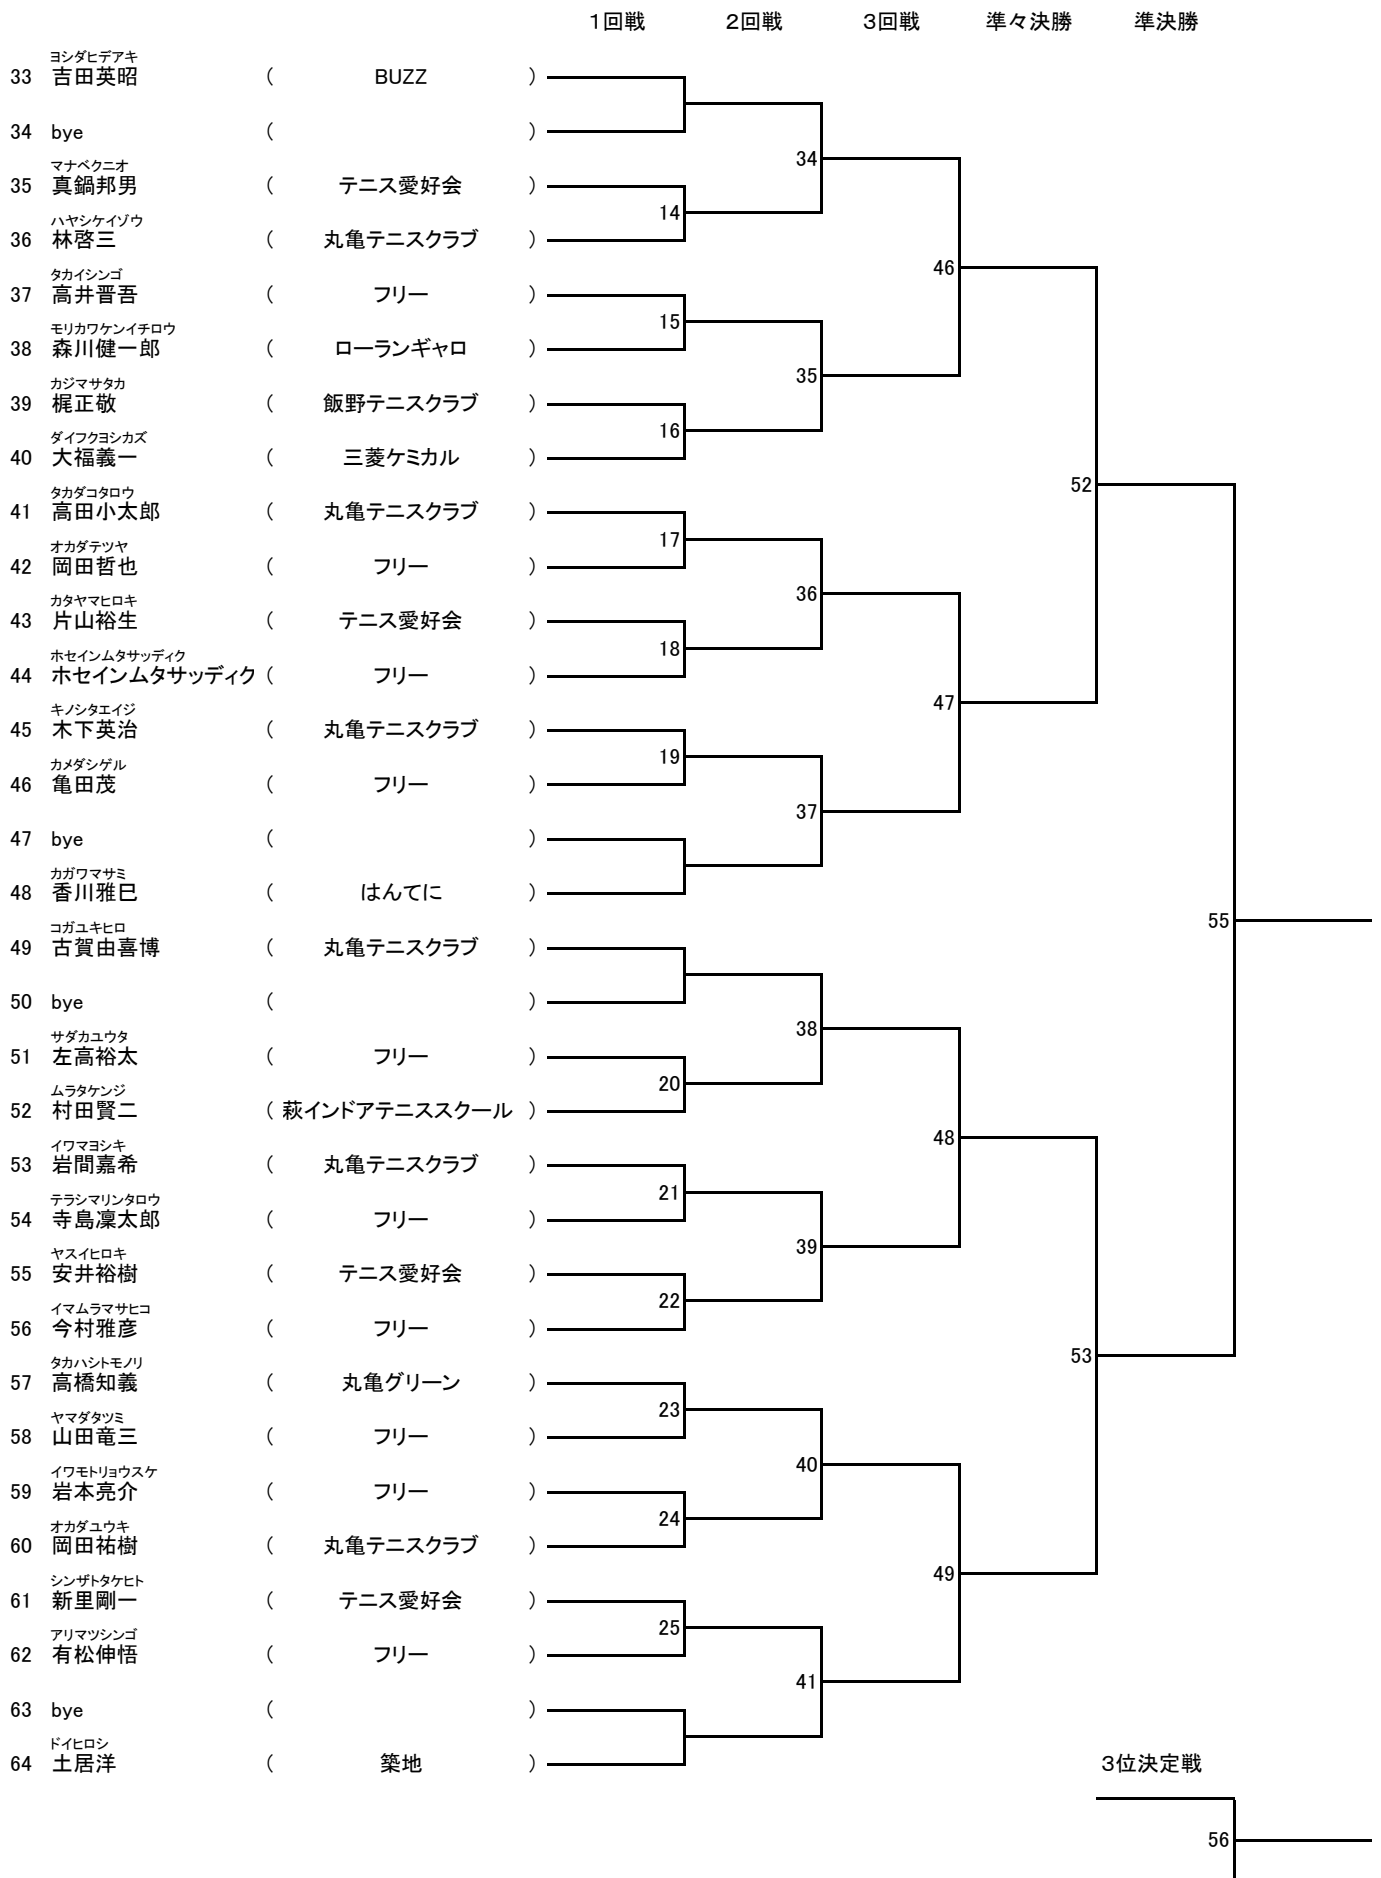 1回戦 2回戦 3回戦 準々決勝 準決勝
ヨシダヒデアキ
33 吉田英昭 ( BUZZ )
34 bye ( )
34
マナベクニオ
35 真鍋邦男 ( テニス愛好会 )
14
ハヤシケイゾウ
36 林啓三 ( 丸亀テニスクラブ )
46
タカイシンゴ
37 高井晋吾 ( フリー )
15
モリカワケンイチロウ
38 森川健一郎 ( ローランギャロ )
35
カジマサタカ
39 梶正敬 ( 飯野テニスクラブ )
16
ダイフクヨシカズ
40 大福義一 ( 三菱ケミカル )
52
タカダコタロウ
41 高田小太郎 ( 丸亀テニスクラブ )
17
オカダテツヤ
42 岡田哲也 ( フリー )
36
カタヤマヒロキ
43 片山裕生 ( テニス愛好会 )
18
ホセインムタサッディク
44 ホセインムタサッディク ( フリー )
47
キノシタエイジ
45 木下英治 ( 丸亀テニスクラブ )
19
カメダシゲル
46 亀田茂 ( フリー )
37
47 bye ( )
カガワマサミ
48 香川雅巳 ( はんてに )
55
コガユキヒロ
49 古賀由喜博 ( 丸亀テニスクラブ )
50 bye ( )
38
サダカユウタ
51 左高裕太 ( フリー )
20
ムラタケンジ
52 村田賢二 ( 萩インドアテニススクール )
48
イワマヨシキ
53 岩間嘉希 ( 丸亀テニスクラブ )
21
テラシマリンタロウ
54 寺島凜太郎 ( フリー )
39
ヤスイヒロキ
55 安井裕樹 ( テニス愛好会 )
22
イマムラマサヒコ
56 今村雅彦 ( フリー )
53
タカハシトモノリ
57 高橋知義 ( 丸亀グリーン )
23
ヤマダタツミ
58 山田竜三 ( フリー )
40
イワモトリョウスケ
59 岩本亮介 ( フリー )
24
オカダユウキ
60 岡田祐樹 ( 丸亀テニスクラブ )
49
シンザトタケヒト
61 新里剛一 ( テニス愛好会 )
25
アリマツシンゴ
62 有松伸悟 ( フリー )
41
63 bye ( )
ドイヒロシ
64 土居洋 ( 築地 )
3位決定戦
56